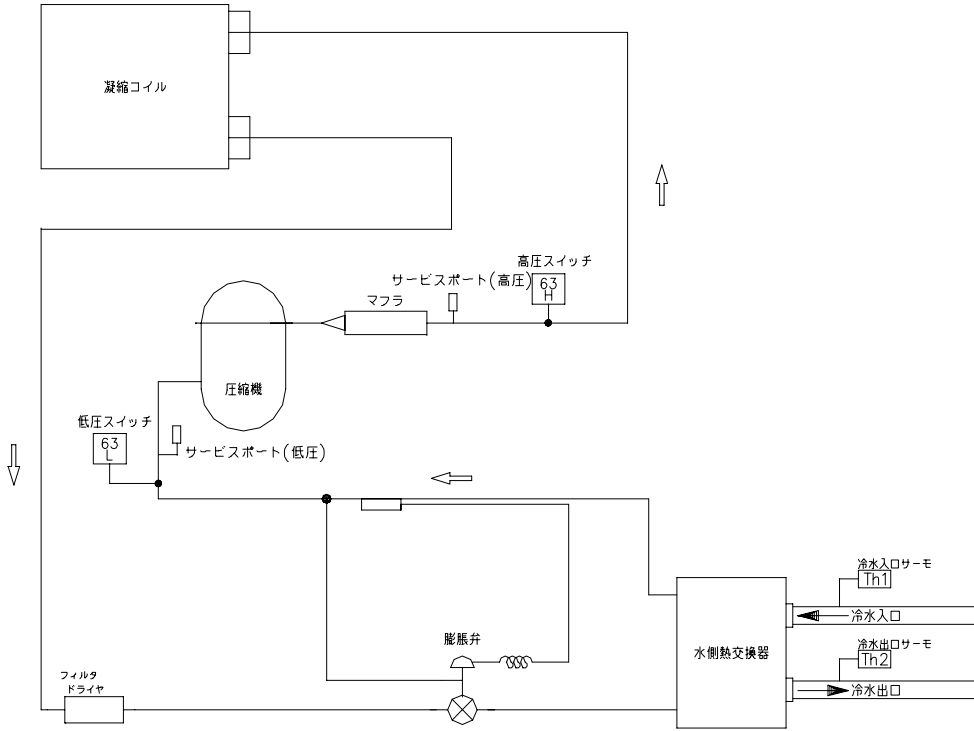 凝縮コイル
高圧スイッチ
サービスポート(高圧)
63
H
マフラ
圧縮機
低圧スイッチ
63
L
サービスポート(低圧)
冷水入口サーモ
Th1
冷水入口
膨脹弁
水側熱交換器
冷水出口サーモ
Th2
冷水出口
フィルタ
ドライヤ